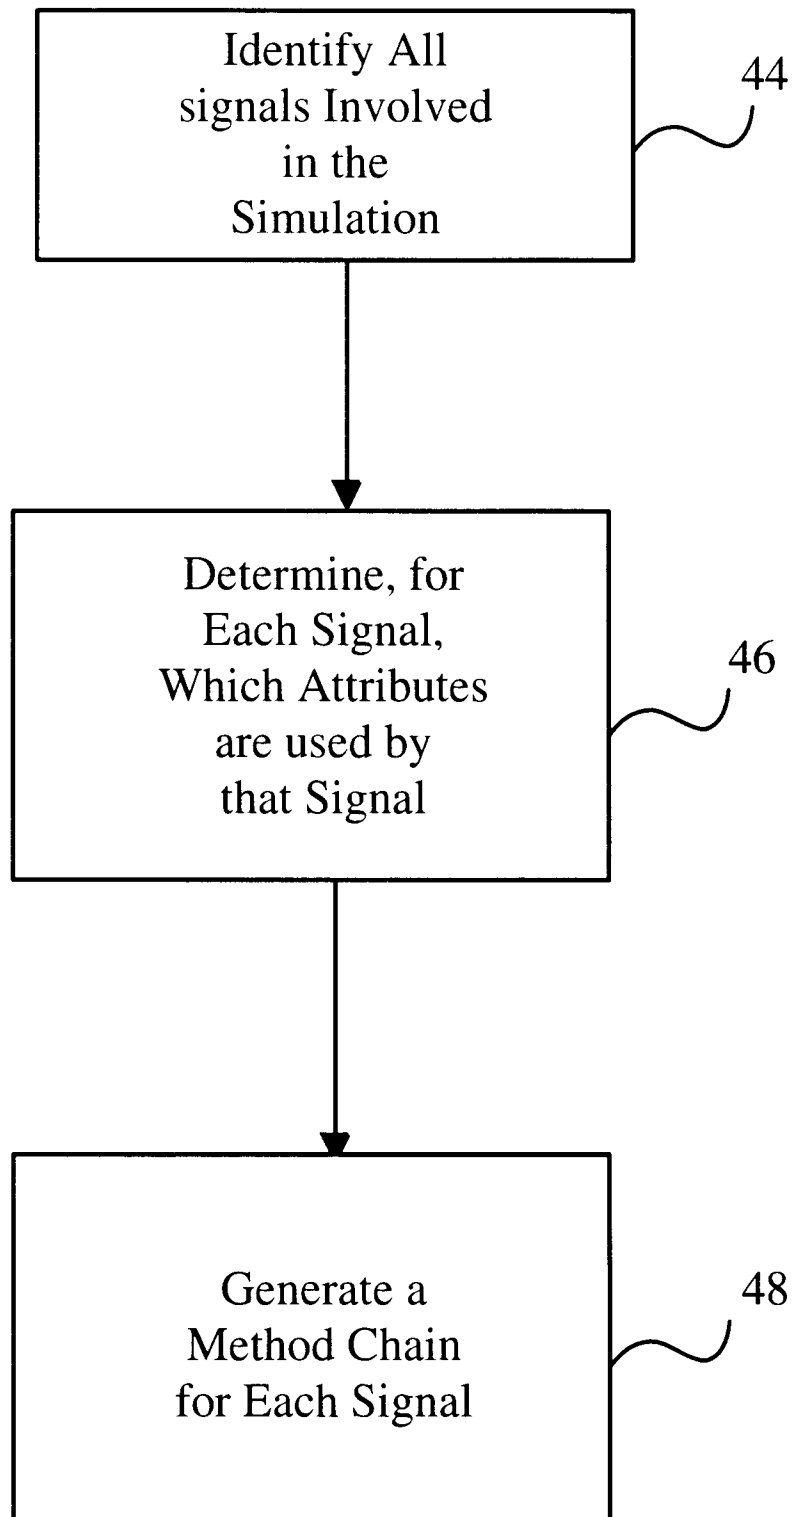 Identify All
signals Involved
in the
Simulation
44
Determine, for
Each Signal,
Which Attributes
are used by
that Signal
46
Generate a
Method Chain
for Each Signal
48